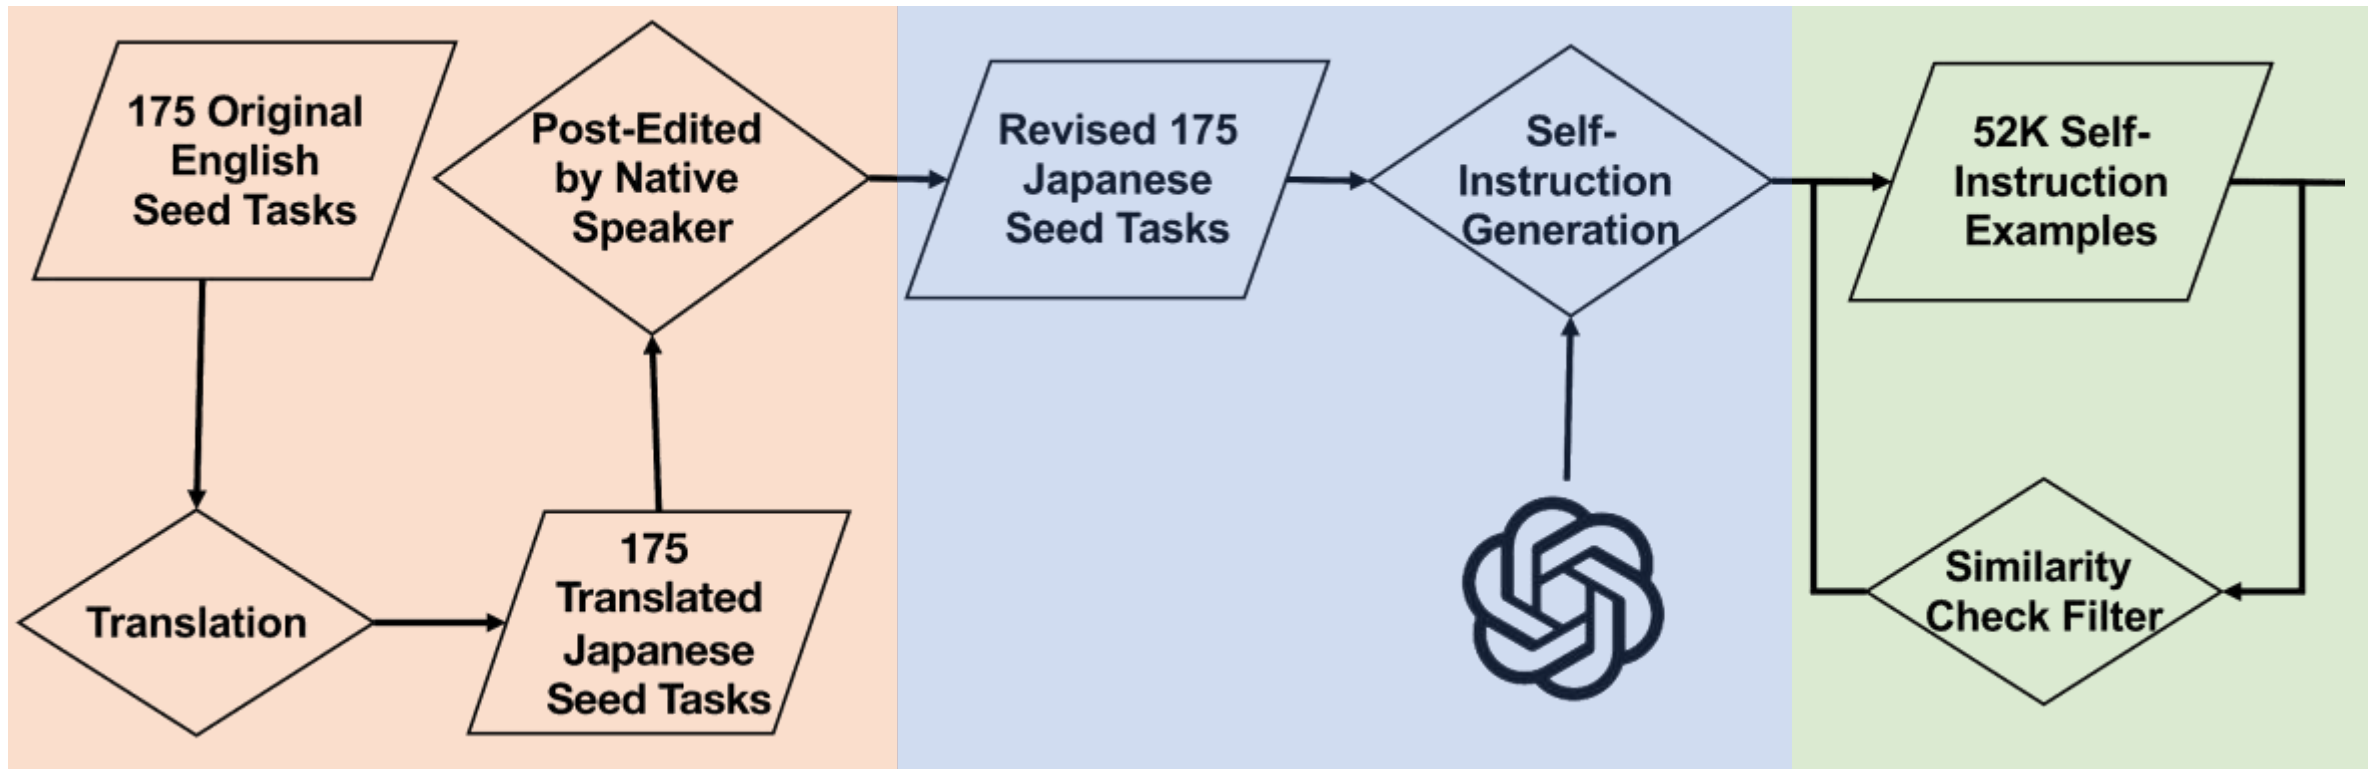 175 Original
English
Seed Tasks
Translation
175
Translated
Japanese
Seed Tasks
Post-Edited
by Native
Speaker
Revised 175
Japanese
Seed Tasks
Self-
Instruction
Generation
52K Self-
Instruction
Examples
Similarity
Check Filter